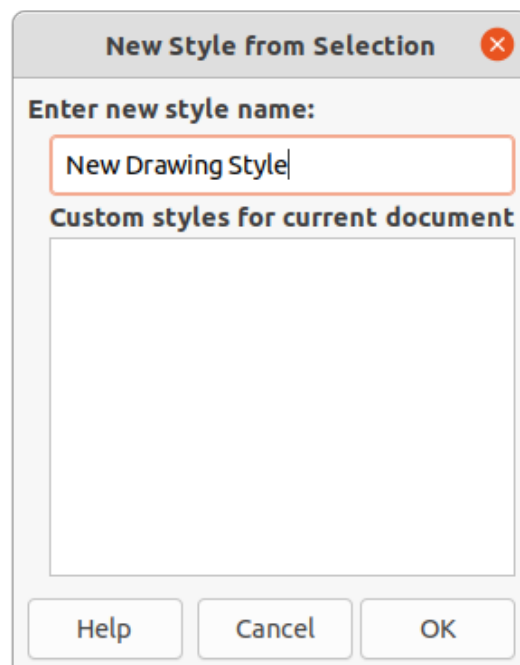 New Style from Selection
Enter new style name:
New Drawing Style
Custom styles for current document
Help Cancel OK